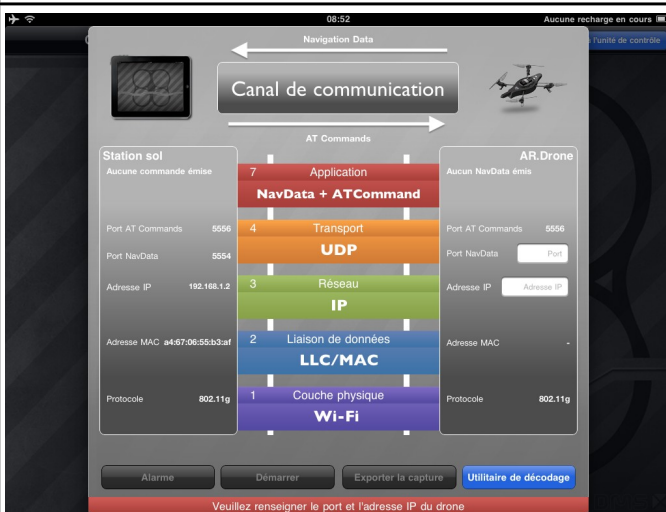 08:52
Aucune recharge en cours
l'unité de contrôle
Navigation Data
Canal de communication
AT Commands
Station sol
Aucune commande émise
Port AT Commands 5556
Port NavData 5554
Adresse IP 192.168.1.2
Adresse MAC a4:67:06:55:b3:af
Protocole 802.11g
7 Application
NavData + ATCommand
4 Transport
UDP
3 Réseau
IP
2 Liaison de données
LLC/MAC
1 Couche physique
Wi-Fi
AR.Drone
Aucun NavData émis
Port AT Commands 5556
Port NavData Port
Adresse IP Adresse IP
Adresse MAC -
Protocole 802.11g
Alarme
Démarrer
Exporter la capture
Utilitaire de décodage
Veuillez renseigner le port et l'adresse IP du drone